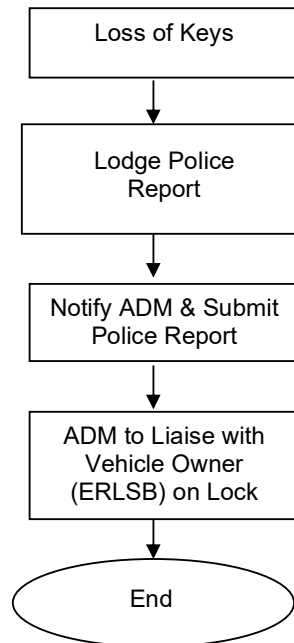 Loss of Keys
Lodge Police
Report
Notify ADM & Submit
Police Report
ADM to Liaise with
Vehicle Owner
(ERLSB) on Lock
End